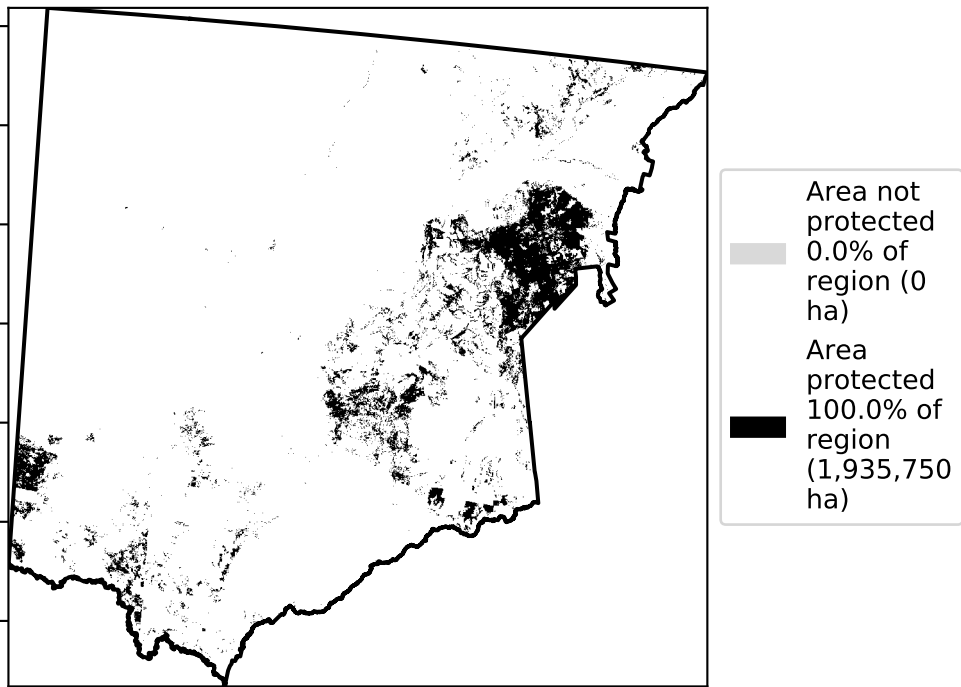 Area not
protected
0.0% of
region (0
ha)
Area
protected
100.0% of
region
(1,935,750
ha)